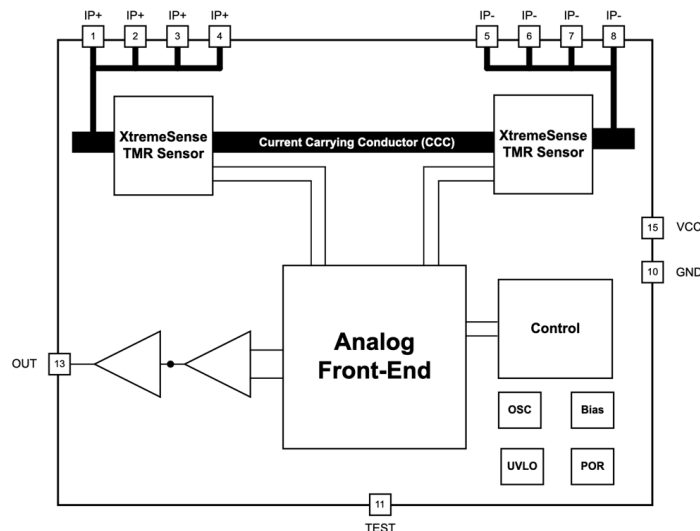 IP+ IP+ IP+ IP+ IP- IP- IP- IP-
1 2 3 4 5 6 7 8
XtremeSense
TMR Sensor
Current Carrying Conductor (CCC)
XtremeSense
TMR Sensor
15 VCC
10 GND
Analog
Front-End
Control
OUT 13
OSC Bias
UVLO POR
11
TEST